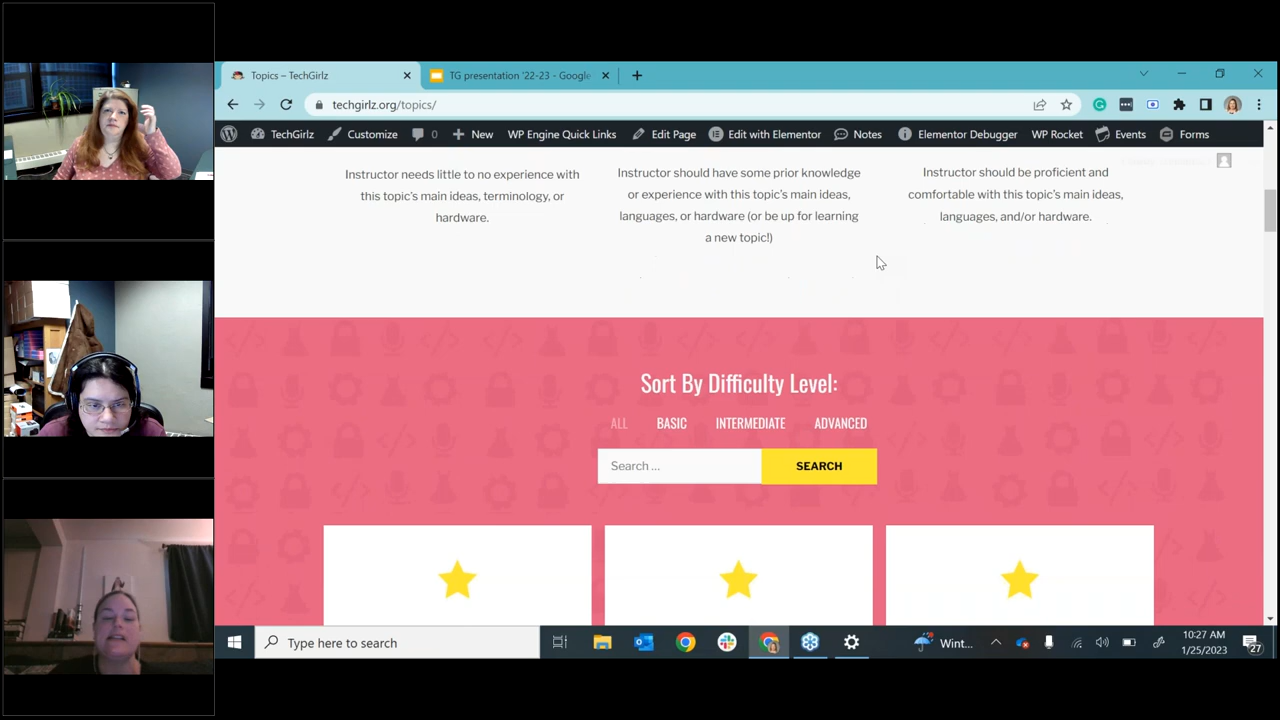 Topics – TechGirlz
TG presentation '22-23 - Google
techgirlz.org/topics/
TechGirlz
Customize
0
New
WP Engine Quick Links
Edit Page
Edit with Elementor
Notes
Elementor Debugger
WP Rocket
Events
Forms
Instructor needs little to no experience with
this topic's main ideas, terminology, or
hardware.
Instructor should have some prior knowledge
or experience with this topic's main ideas,
languages, or hardware (or be up for learning
a new topic!)
Instructor should be proficient and
comfortable with this topic's main ideas,
languages, and/or hardware.
Sort By Difficulty Level:
ALL BASIC INTERMEDIATE ADVANCED
Search ...
SEARCH
Type here to search
Wint...
10:27 AM
1/25/2023
27